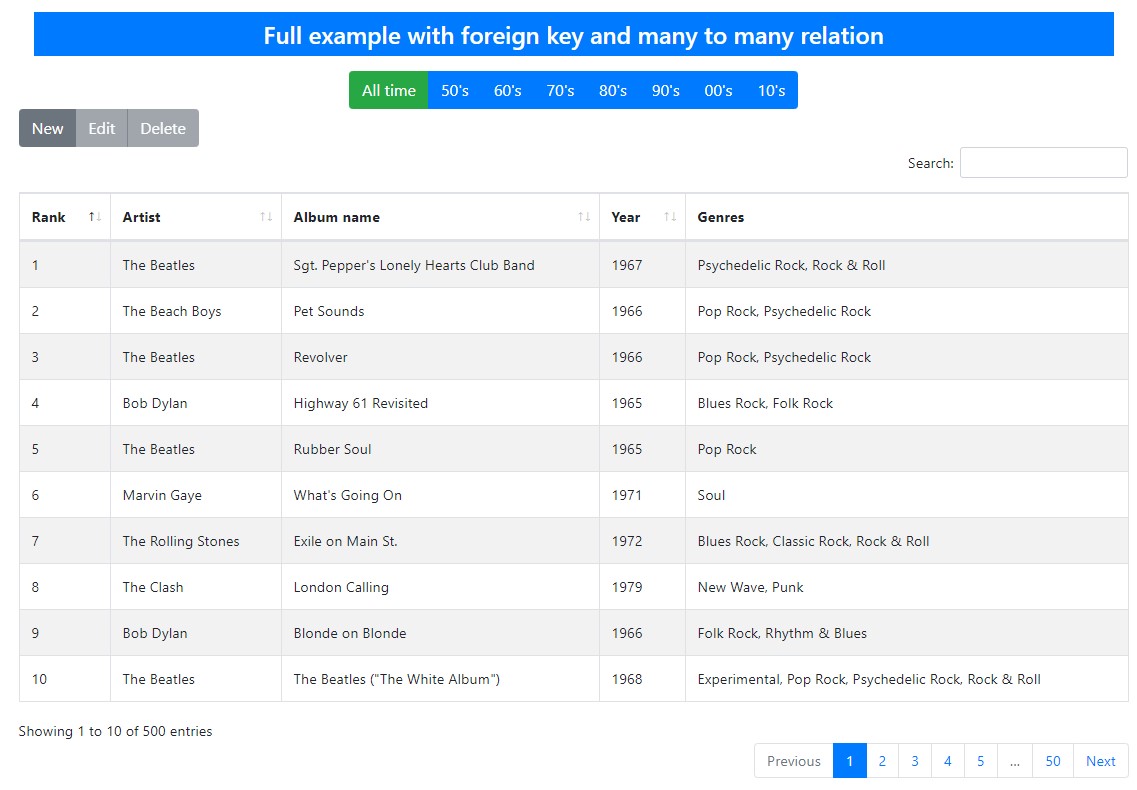 Full example with foreign key and many to many relation
All time 50's 60's 70's 80's 90's 00's 10's
New Edit Delete
Search:
Rank Artist Album name Year Genres
1 The Beatles Sgt. Pepper's Lonely Hearts Club Band 1967 Psychedelic Rock, Rock & Roll
2 The Beach Boys Pet Sounds 1966 Pop Rock, Psychedelic Rock
3 The Beatles Revolver 1966 Pop Rock, Psychedelic Rock
4 Bob Dylan Highway 61 Revisited 1965 Blues Rock, Folk Rock
5 The Beatles Rubber Soul 1965 Pop Rock
6 Marvin Gaye What's Going On 1971 Soul
7 The Rolling Stones Exile on Main St. 1972 Blues Rock, Classic Rock, Rock & Roll
8 The Clash London Calling 1979 New Wave, Punk
9 Bob Dylan Blonde on Blonde 1966 Folk Rock, Rhythm & Blues
10 The Beatles The Beatles ("The White Album") 1968 Experimental, Pop Rock, Psychedelic Rock, Rock & Roll
Showing 1 to 10 of 500 entries
Previous 1 2 3 4 5 ... 50 Next